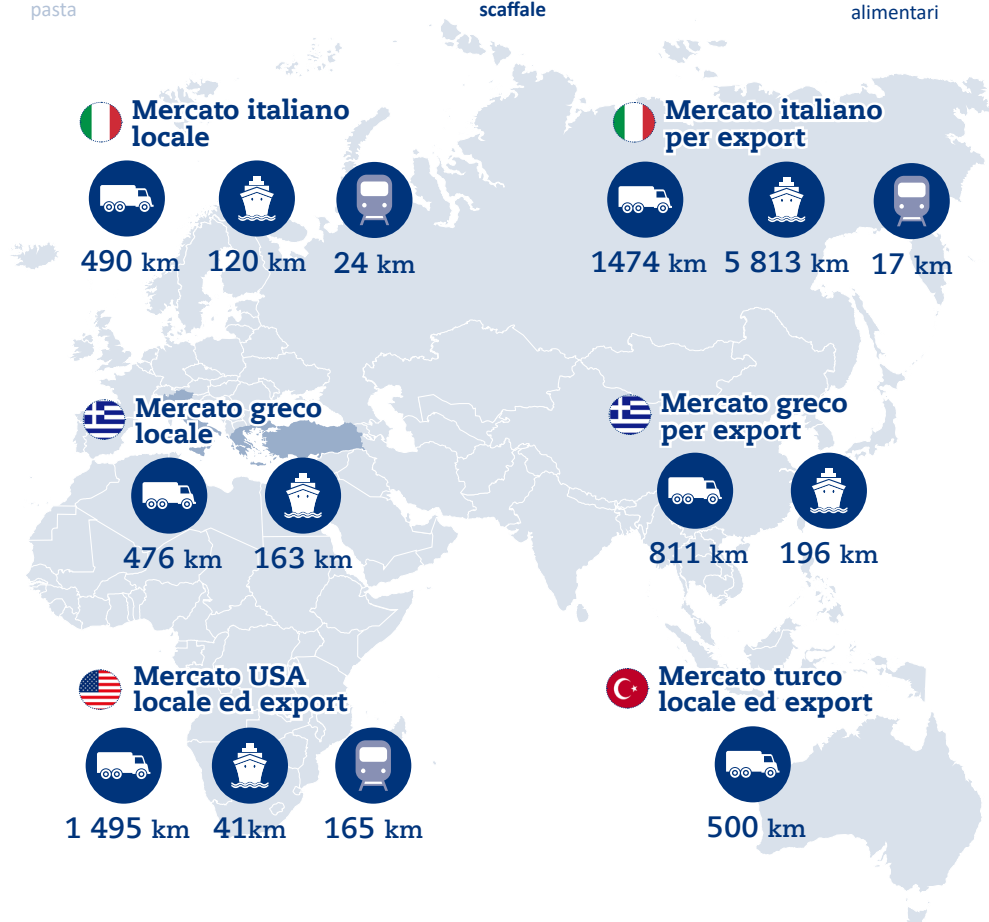 pasta
scaffale
alimentari
Mercato italiano
locale
490 km 120 km 24 km
Mercato italiano
per export
1474 km 5 813 km 17 km
Mercato greco
locale
476 km 163 km
Mercato greco
per export
811 km 196 km
Mercato USA
locale ed export
1 495 km 41km 165 km
Mercato turco
locale ed export
500 km